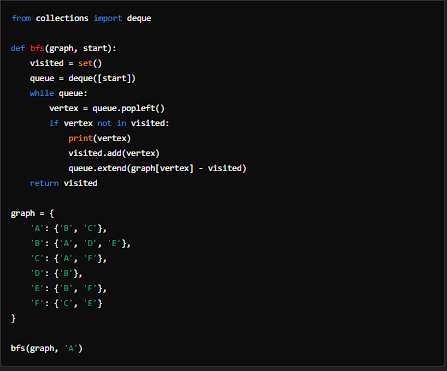 from collections import deque

def bfs(graph, start):
    visited = set()
    queue = deque([start])
    while queue:
        vertex = queue.popleft()
        if vertex not in visited:
            print(vertex)
            visited.add(vertex)
            queue.extend(graph[vertex] - visited)
    return visited

graph = {
    'A': {'B', 'C'},
    'B': {'A', 'D', 'E'},
    'C': {'A', 'F'},
    'D': {'B'},
    'E': {'B', 'F'},
    'F': {'C', 'E'}
}

bfs(graph, 'A')